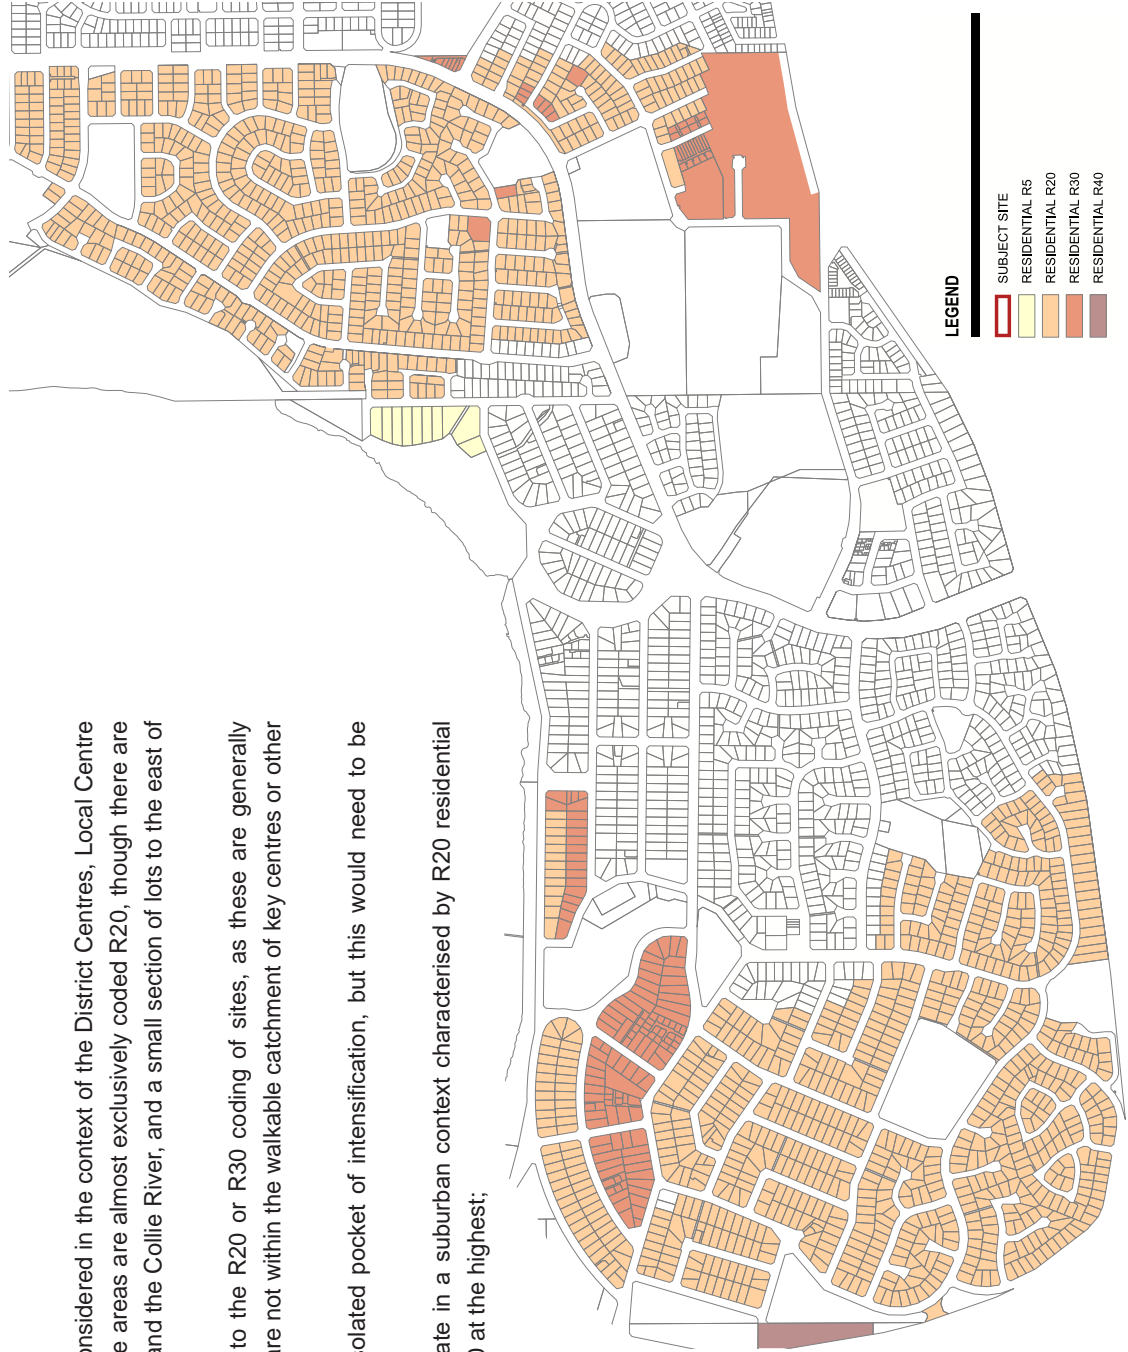 onsidered in the context of the District Centres, Local Centre
e areas are almost exclusively coded R20, though there are
and the Collie River, and a small section of lots to the east of
to the R20 or R30 coding of sites, as these are generally
are not within the walkable catchment of key centres or other
solated pocket of intensification, but this would need to be
ate in a suburban context characterised by R20 residential
0 at the highest;
LEGEND
SUBJECT SITE
RESIDENTIAL R5
RESIDENTIAL R20
RESIDENTIAL R30
RESIDENTIAL R40